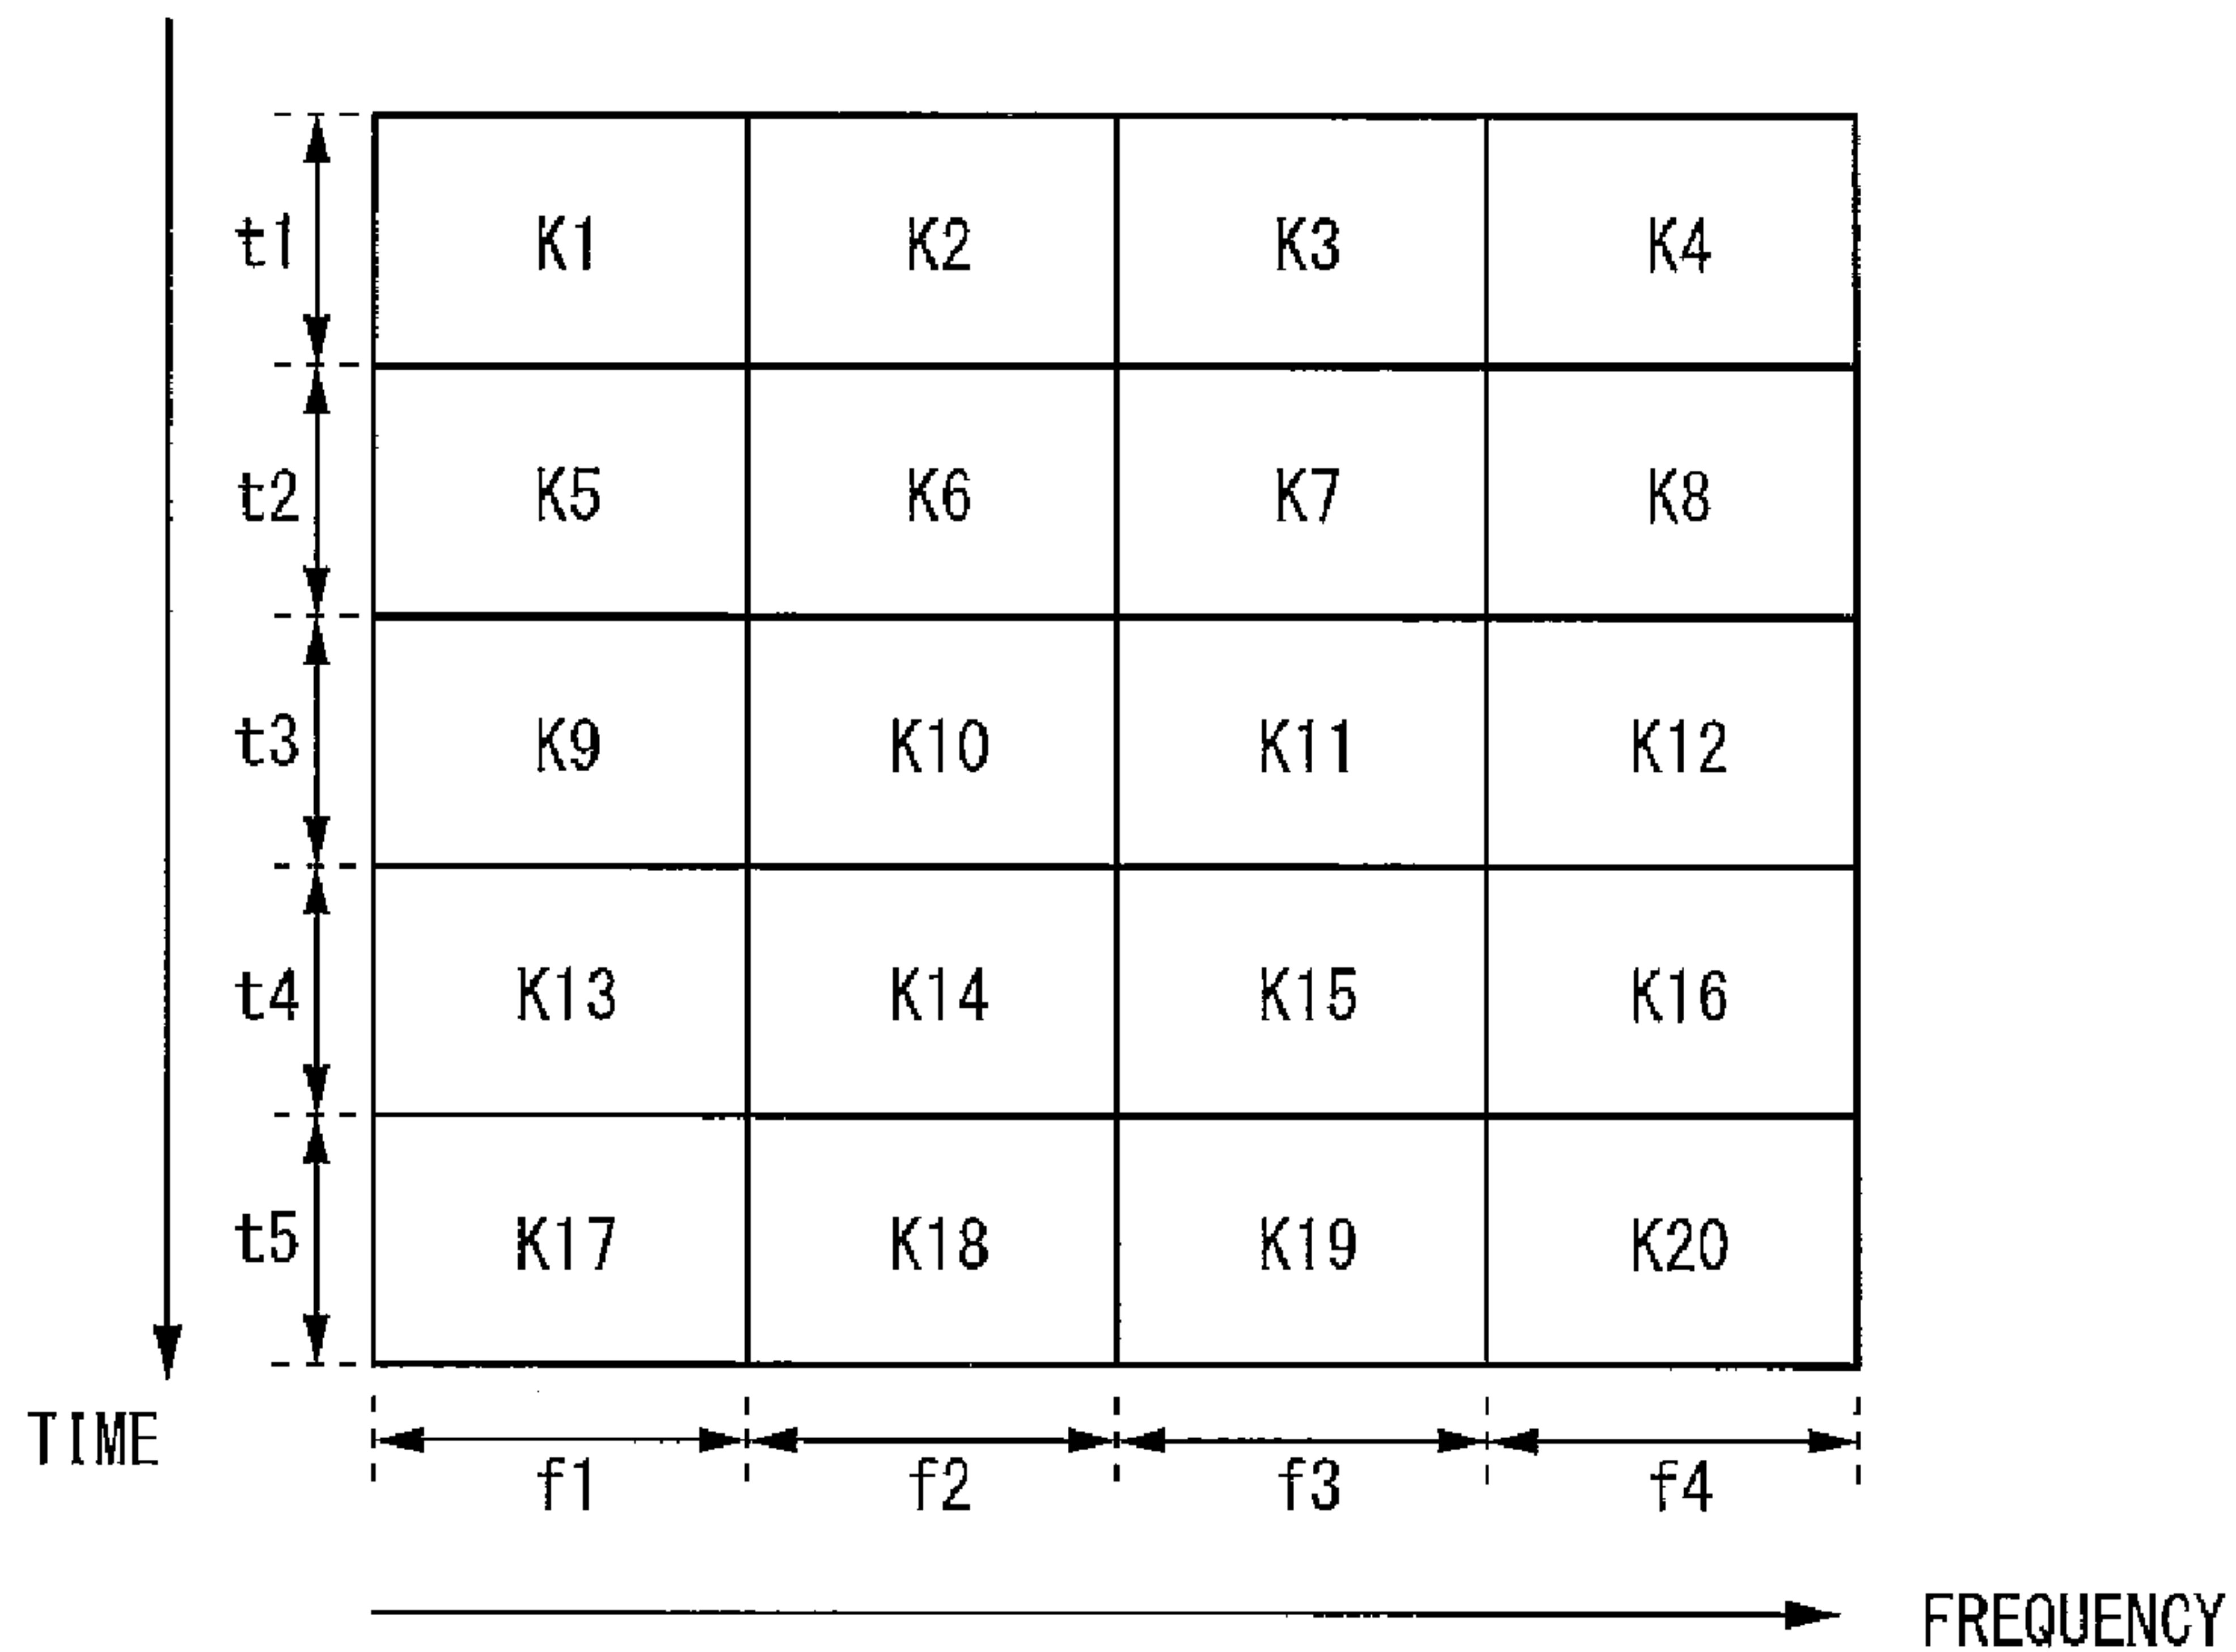 t1 K1 K2 K3 K4
t2 K5 K6 K7 K8
t3 K9 K10 K11 K12
t4 K13 K14 K15 K16
t5 K17 K18 K19 K20
TIME
f1 f2 f3 f4
FREQUENCY